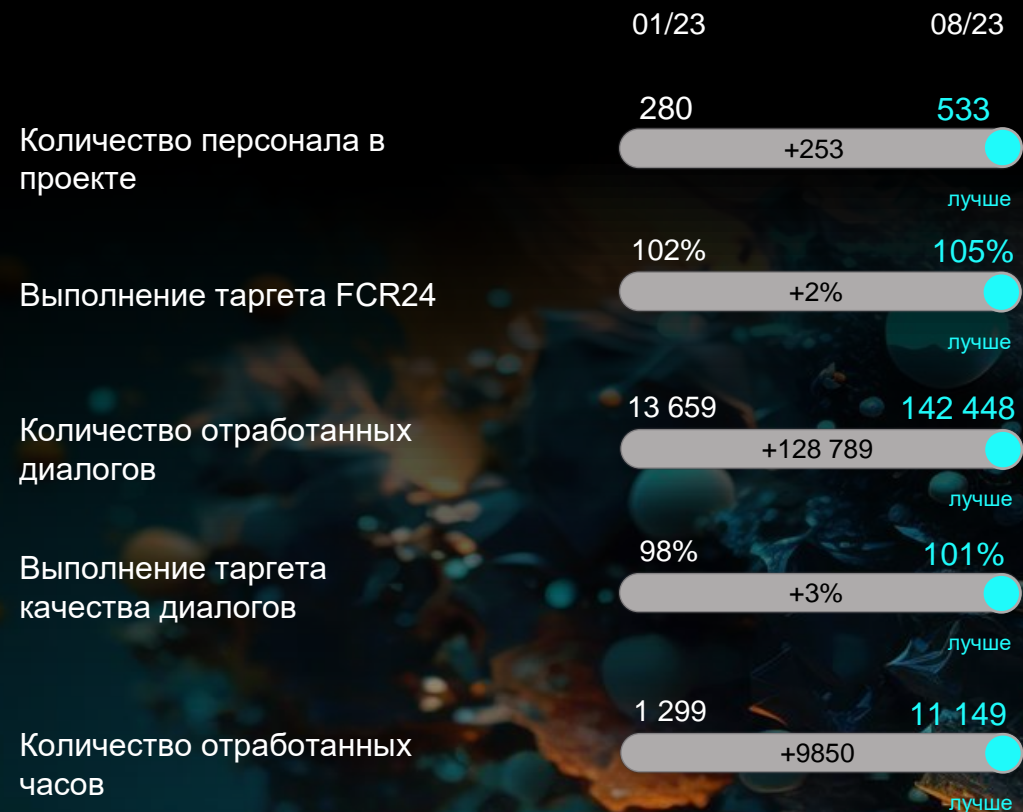 01/23 08/23
280 533
Количество персонала в
проекте
+253
лучше
102% 105%
Выполнение таргета FCR24
+2%
лучше
13 659 142 448
Количество отработанных
диалогов
+128 789
лучше
98% 101%
Выполнение таргета
качества диалогов
+3%
лучше
1 299 11 149
Количество отработанных
часов
+9850
лучше